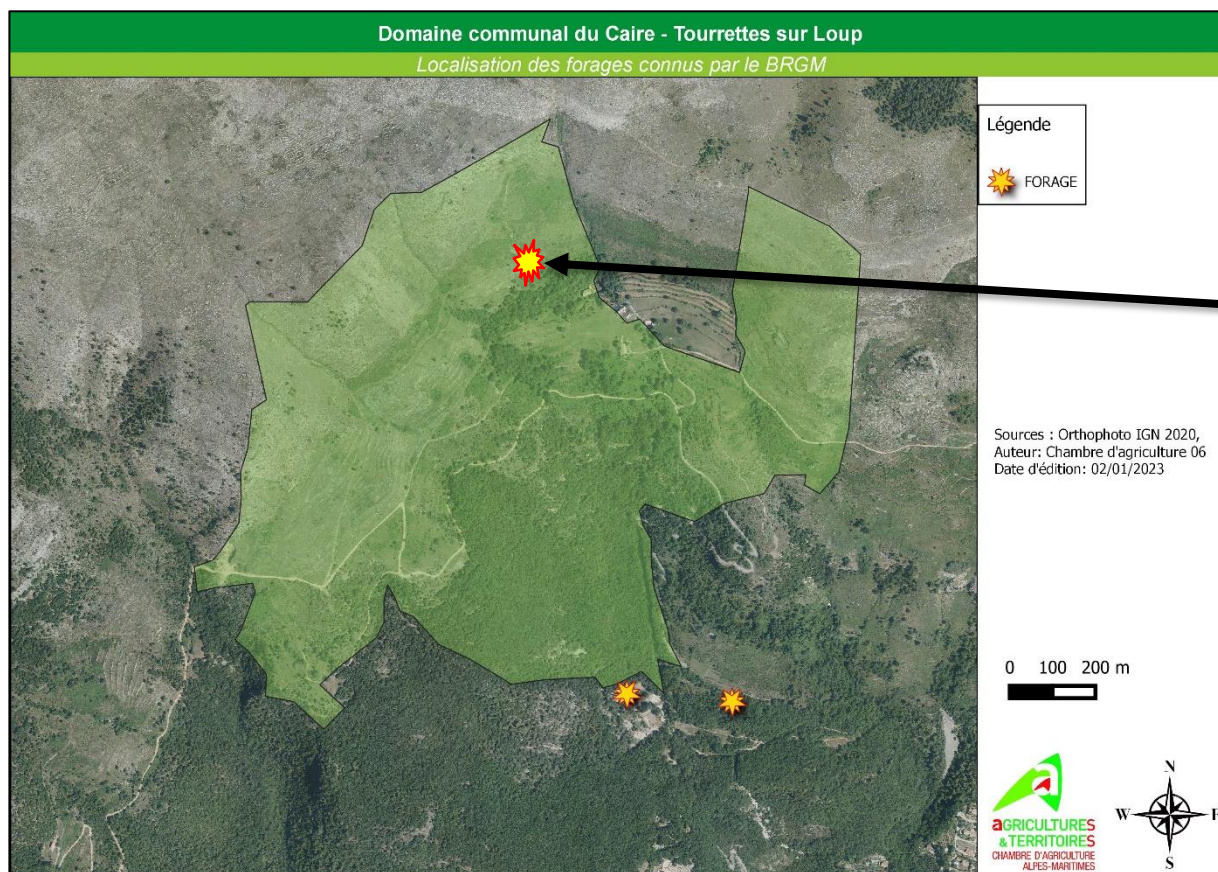 Domaine communal du Caire - Tourrettes sur Loup
Localisation des forages connus par le BRGM
Légende
FORAGE
Sources : Orthophoto IGN 2020,
Auteur: Chambre d'agriculture 06
Date d'édition: 02/01/2023
0 100 200 m
aGRICULTURES
& TERRITOIRES
CHAMBRE D'AGRICULTURE
ALPES-MARITIMES
N
W
S